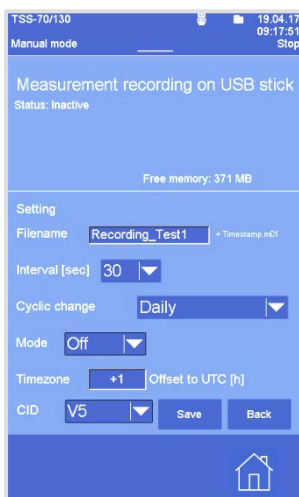 TSS-70/130 19.04.17
09:17:51
Manual mode Stop
Measurement recording on USB stick
Status: Inactive
Free memory: 371 MB
Setting
Filename Recording_Test1 + Timestamp.m01
Interval [sec] 30
Cyclic change Daily
Mode Off
Timezone +1 Offset to UTC [h]
CID V5 Save Back